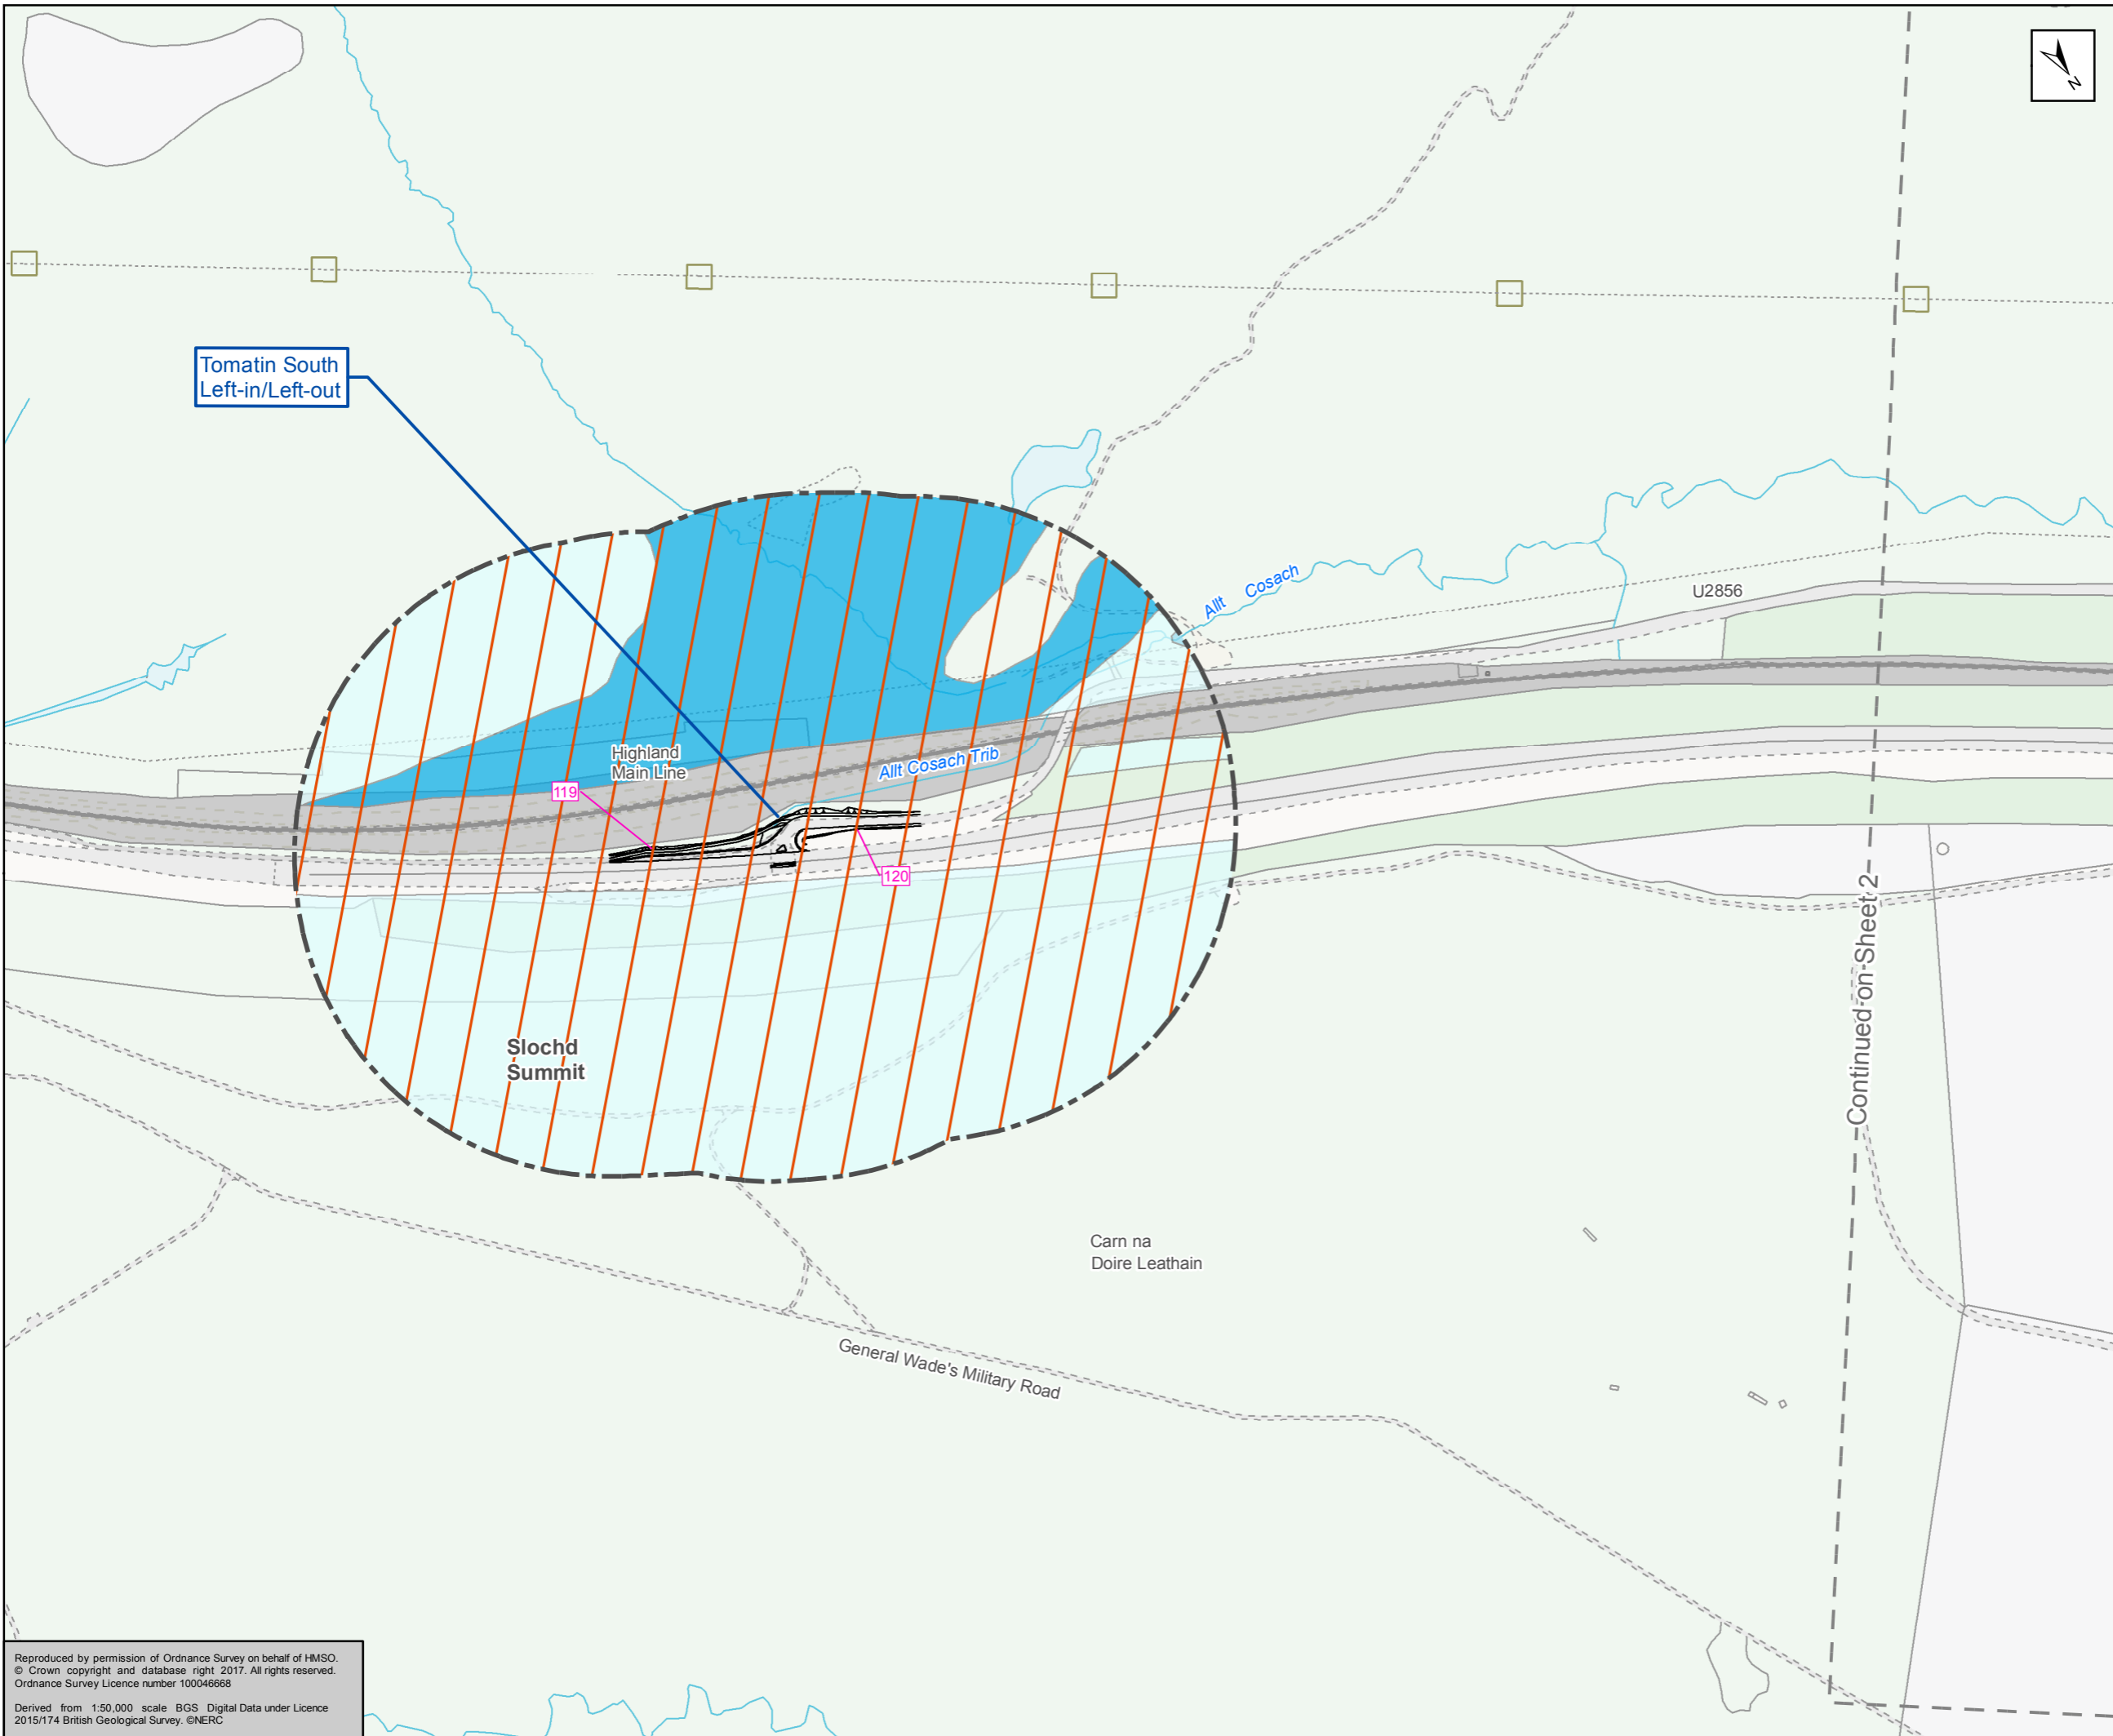 N
Tomatin South
Left-in/Left-out
Allt Cosach
U2856
Highland
Main Line
Allt Cosach Trib
119
120
Continued on Sheet 2
Slochd
Summit
Carn na
Doire Leathain
General Wade's Military Road
Reproduced by permission of Ordnance Survey on behalf of HMSO.
© Crown copyright and database right 2017. All rights reserved.
Ordnance Survey Licence number 100046668
Derived from 1:50,000 scale BGS Digital Data under Licence
2015/174 British Geological Survey. ©NERC